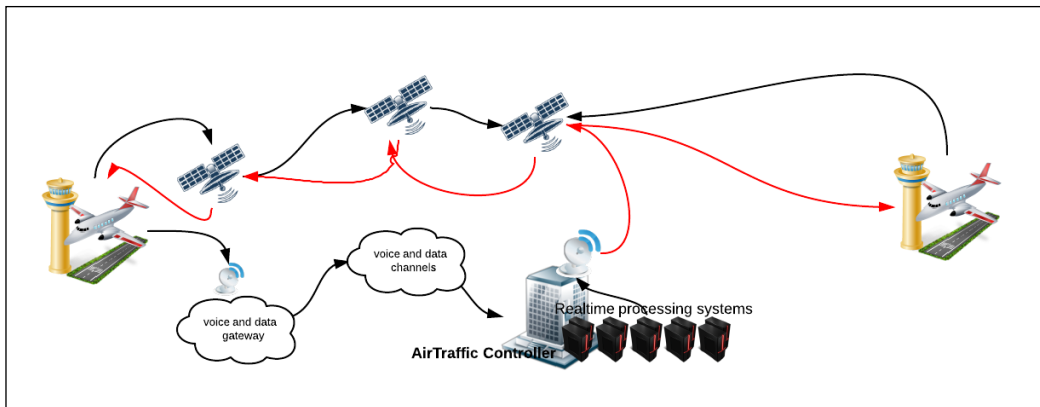 voice and data
channels
Realtime processing systems
voice and data
gateway
AirTraffic Controller